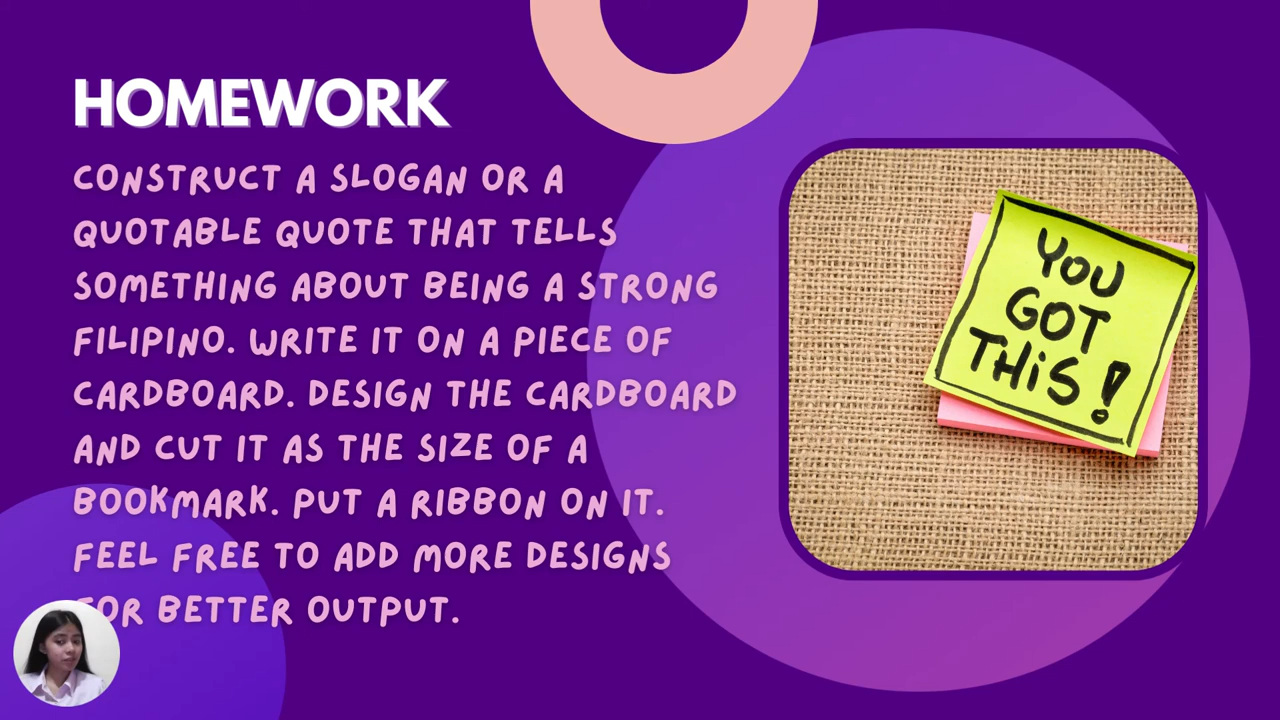 HOMEWORK
CONSTRUCT A SLOGAN OR A
QUOTABLE QUOTE THAT TELLS
SOMETHING ABOUT BEING A STRONG
FILIPINO. WRITE IT ON A PIECE OF
CARDBOARD. DESIGN THE CARDBOARD
AND CUT IT AS THE SIZE OF A
BOOKMARK. PUT A RIBBON ON IT.
FEEL FREE TO ADD MORE DESIGNS
FOR BETTER OUTPUT.
YOU
GOT
THIS!